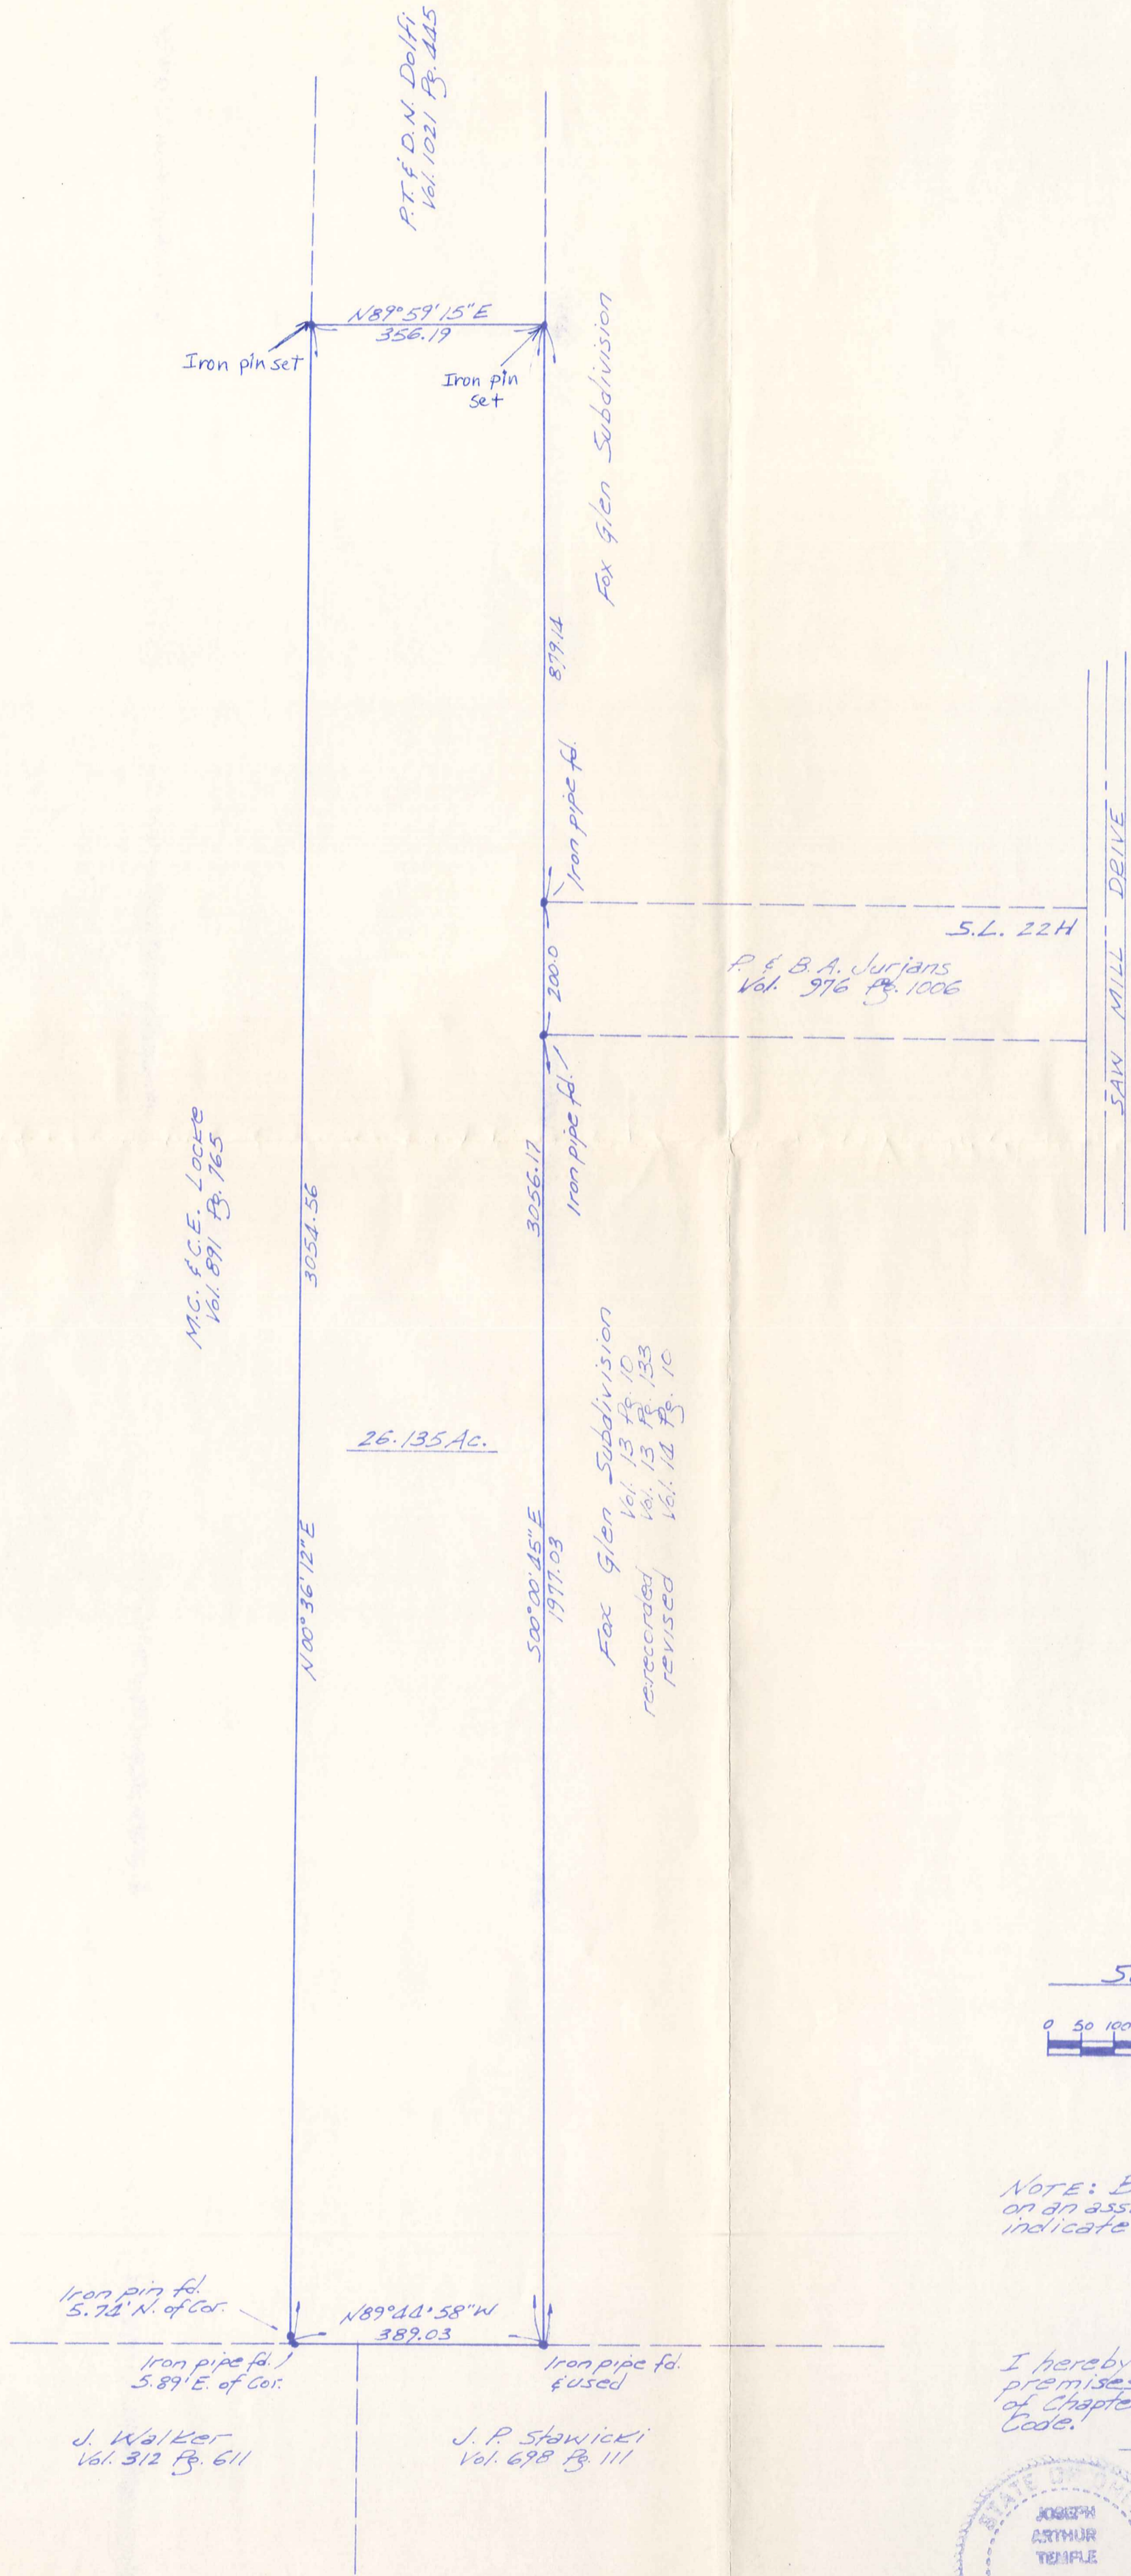 P.T. & D.N. Dolfi
Vol. 1021 Pg. 445
N89°59'15"E
356.19
Iron pin set
Iron pin
set
Fox Glen Subdivision
879.14
Iron pipe fd.
S.L. 22H
P. & B.A. Jurjans
Vol. 976 Pg. 1006
200.0
SAW MILL DRIVE
Iron pipe fd.
M.C. & C.E. Locke
Vol. 891 Pg. 765
3054.56
3056.17
Fox Glen Subdivision
Vol. 13 Pg. 10
rerecorded Vol. 13 Pg. 133
revised Vol. 14 Pg. 10
26.135 Ac.
N00°36'12"E
S00°00'45"E
1977.03
0 50 100
NOTE:
on an
indicate
Iron pin fd.
5.74' N. of Cor.
N89°44'58"W
389.03
Iron pipe fd.
5.89' E. of Cor.
Iron pipe fd.
& used
I hereby
premises
of
Code.
J. Walker
Vol. 312 Pg. 611
J. P. Stawicki
Vol. 698 Pg. 111
STATE OF
JOSEPH
ARTHUR
TEMPLE